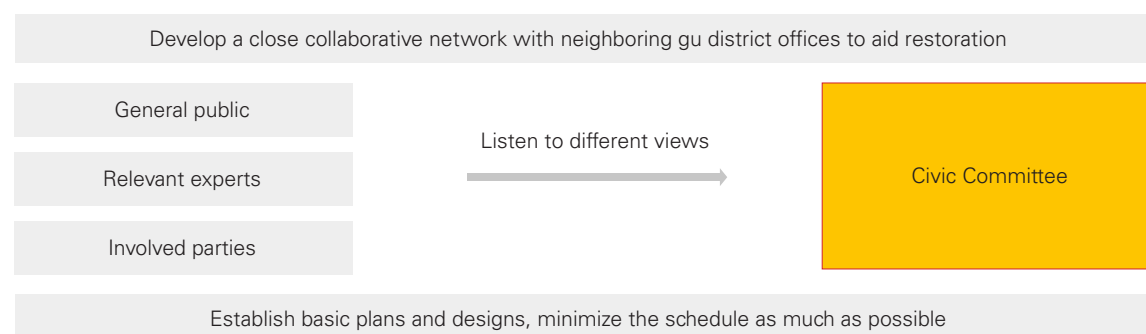 Develop a close collaborative network with neighboring gu district offices to aid restoration
General public
Relevant experts
Involved parties
Listen to different views
Civic Committee
Establish basic plans and designs, minimize the schedule as much as possible